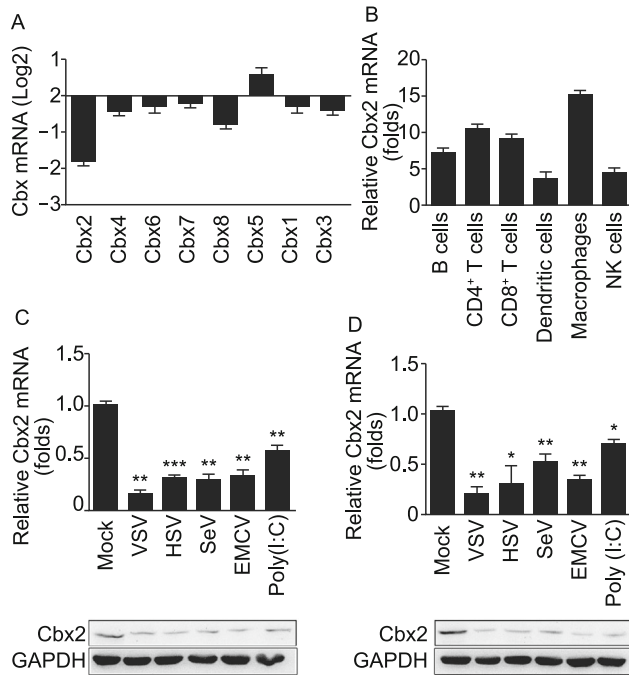 A
Cbx mRNA (Log2)
1
2
−1
−2
−3
Cbx2
Cbx4
Cbx6
Cbx7
Cbx8
Cbx5
Cbx1
Cbx3
B
Relative Cbx2 mRNA
(folds)
20
15
10
5
0
B cells
CD4⁺ T cells
CD8⁺ T cells
Dendritic cells
Macrophages
NK cells
C
Relative Cbx2 mRNA
(folds)
1.5
1.0
0.5
0
** *** ** ** **
Mock
VSV
HSV
SeV
EMCV
Poly(I:C)
Cbx2
GAPDH
D
Relative Cbx2 mRNA
(folds)
1.5
1.0
0.5
0
** * ** ** *
Mock
VSV
HSV
SeV
EMCV
Poly (I:C)
Cbx2
GAPDH